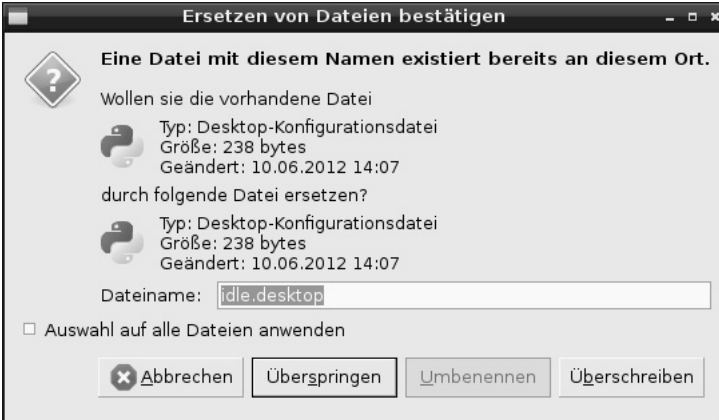 Ersetzen von Dateien bestätigen
Eine Datei mit diesem Namen existiert bereits an diesem Ort.
Wollen sie die vorhandene Datei
Typ: Desktop-Konfigurationsdatei
Größe: 238 bytes
Geändert: 10.06.2012 14:07
durch folgende Datei ersetzen?
Typ: Desktop-Konfigurationsdatei
Größe: 238 bytes
Geändert: 10.06.2012 14:07
Dateiname: idle.desktop
Auswahl auf alle Dateien anwenden
Abbrechen Überspringen Umbenennen Überschreiben